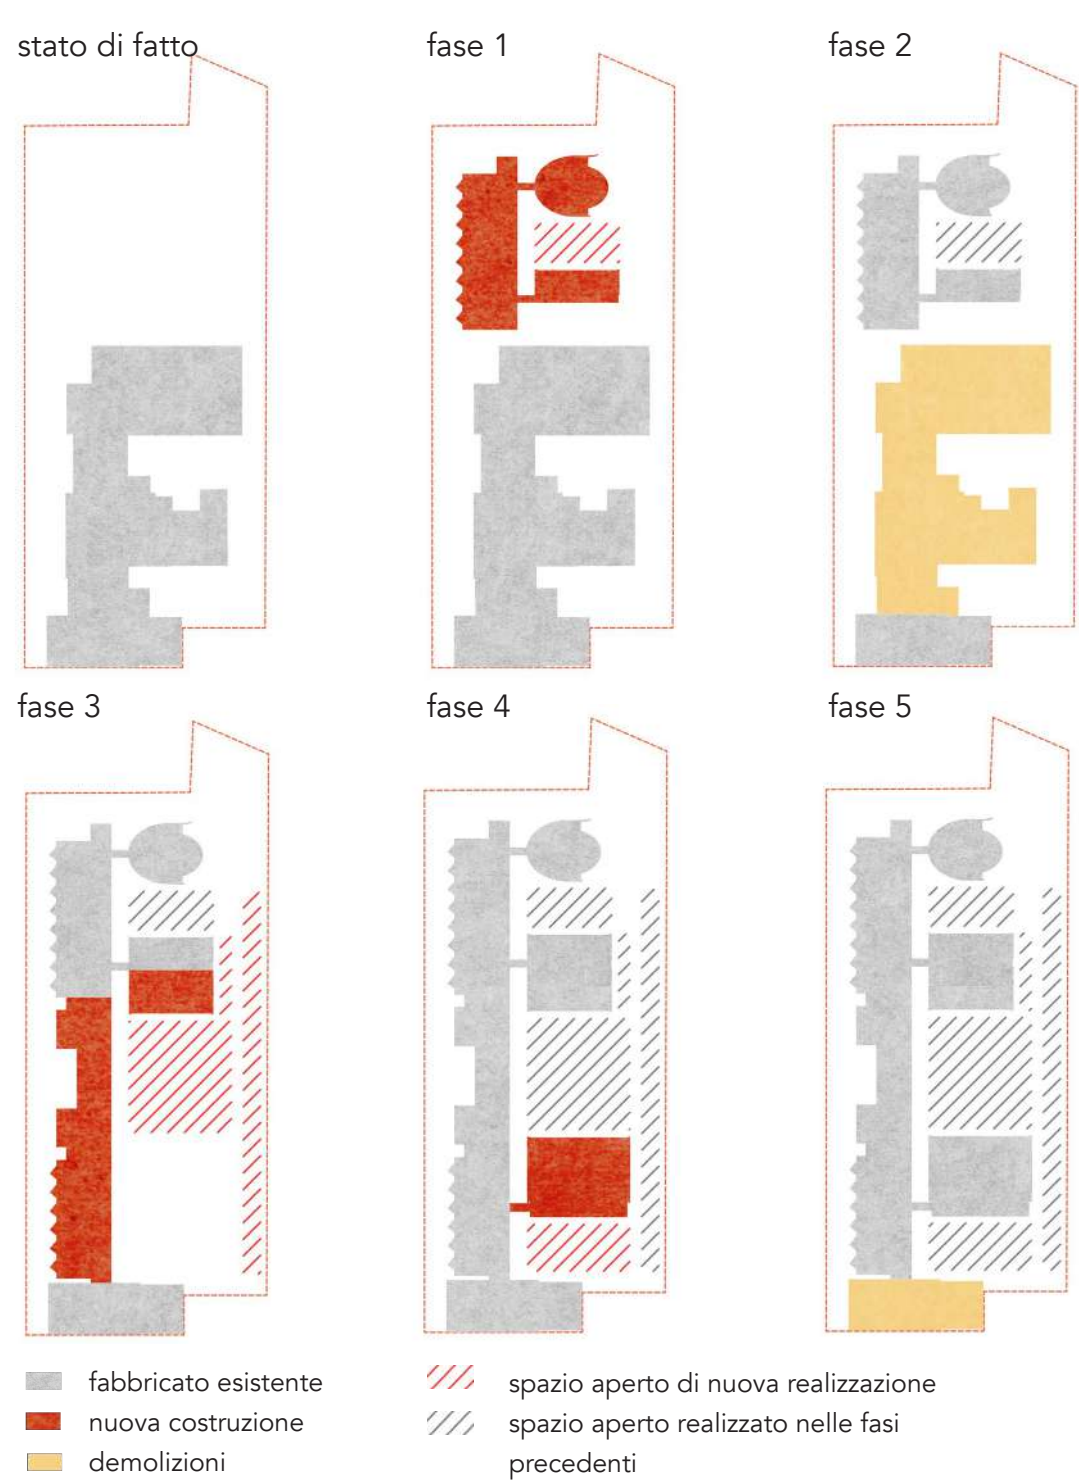 stato di fatto
fase 1
fase 2
fase 3
fase 4
fase 5
fabbricato esistente
nuova costruzione
demolizioni
spazio aperto di nuova realizzazione
spazio aperto realizzato nelle fasi
precedenti